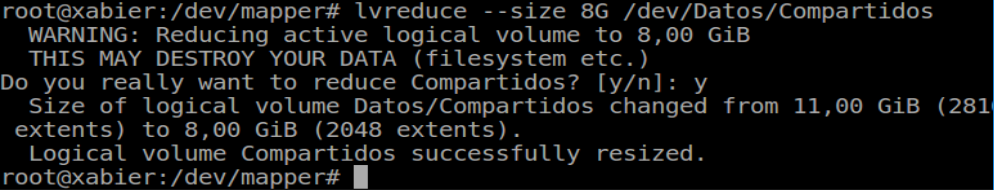 root@xabier:/dev/mapper# lvreduce --size 8G /dev/Datos/Compartidos
WARNING: Reducing active logical volume to 8,00 GiB
THIS MAY DESTROY YOUR DATA (filesystem etc.)
Do you really want to reduce Compartidos? [y/n]: y
Size of logical volume Datos/Compartidos changed from 11,00 GiB (281
extents) to 8,00 GiB (2048 extents).
Logical volume Compartidos successfully resized.
root@xabier:/dev/mapper#